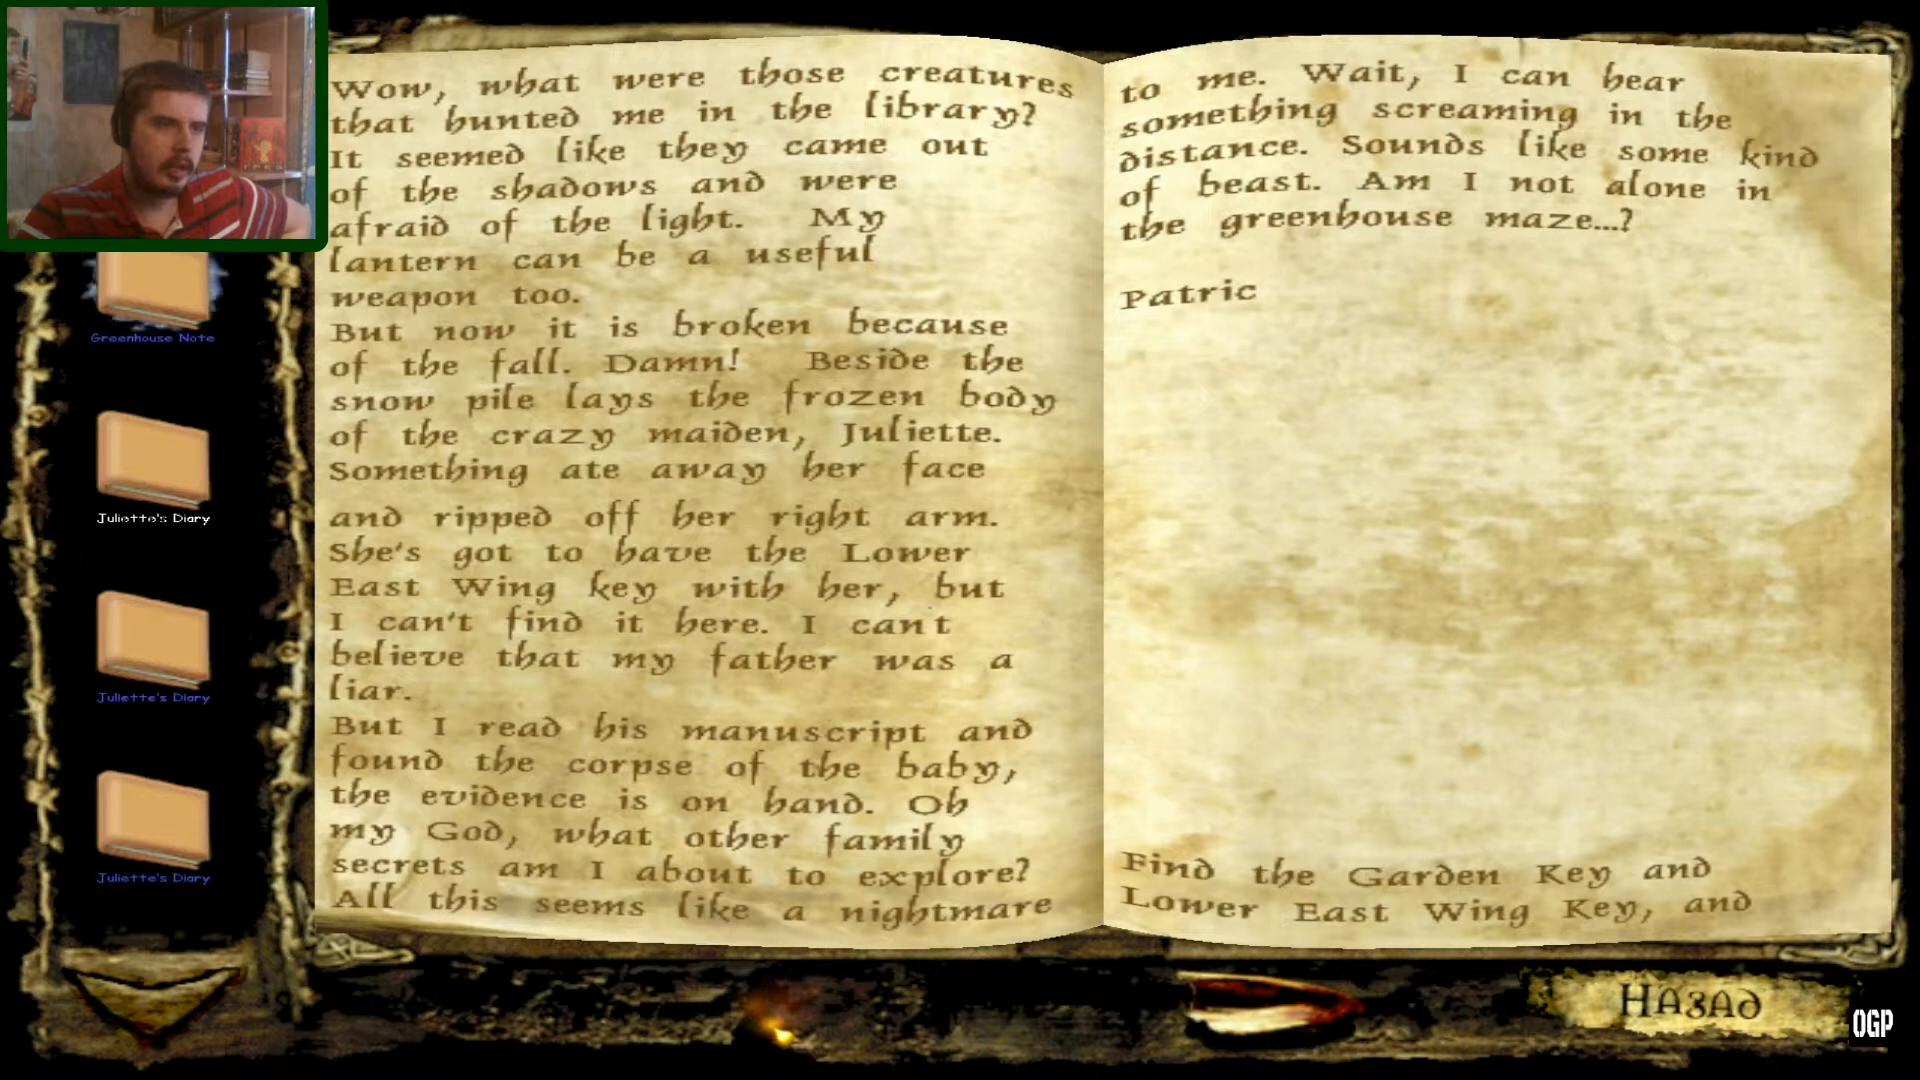 Greenhouse Note
Juliette's Diary
Juliette's Diary
Juliette's Diary
Wow, what were those creatures
that hunted me in the library?
It seemed like they came out
of the shadows and were
afraid of the light. My
lantern can be a useful
weapon too.
But now it is broken because
of the fall. Damn! Beside the
snow pile lays the frozen body
of the crazy maiden, Juliette.
Something ate away her face
and ripped off her right arm.
She's got to have the Lower
East Wing key with her, but
I can't find it here. I can t
believe that my father was a
liar.
But I read his manuscript and
found the corpse of the baby,
the evidence is on hand. Oh
my God, what other family
secrets am I about to explore?
All this seems like a nightmare
to me. Wait, I can hear
something screaming in the
distance. Sounds like some kind
of beast. Am I not alone in
the greenhouse maze...?
Patric
Find the Garden Key and
Lower East Wing Key, and
Назад
OGP